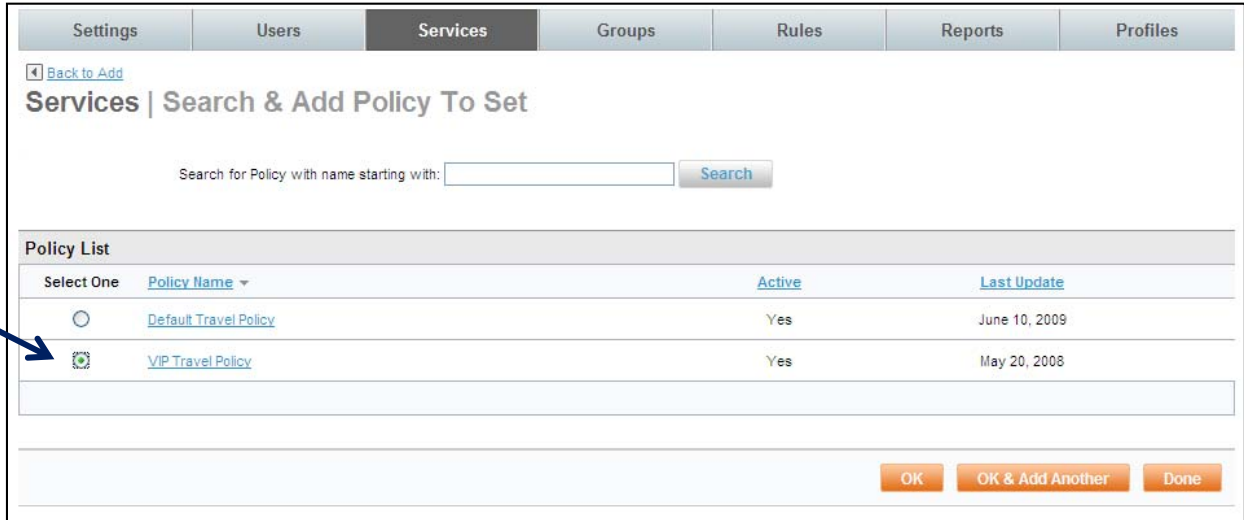 Settings Users Services Groups Rules Reports Profiles
Back to Add
Services | Search & Add Policy To Set
Search for Policy with name starting with: Search
Policy List
Select One Policy Name Active Last Update
Default Travel Policy Yes June 10, 2009
VIP Travel Policy Yes May 20, 2008
OK OK & Add Another Done